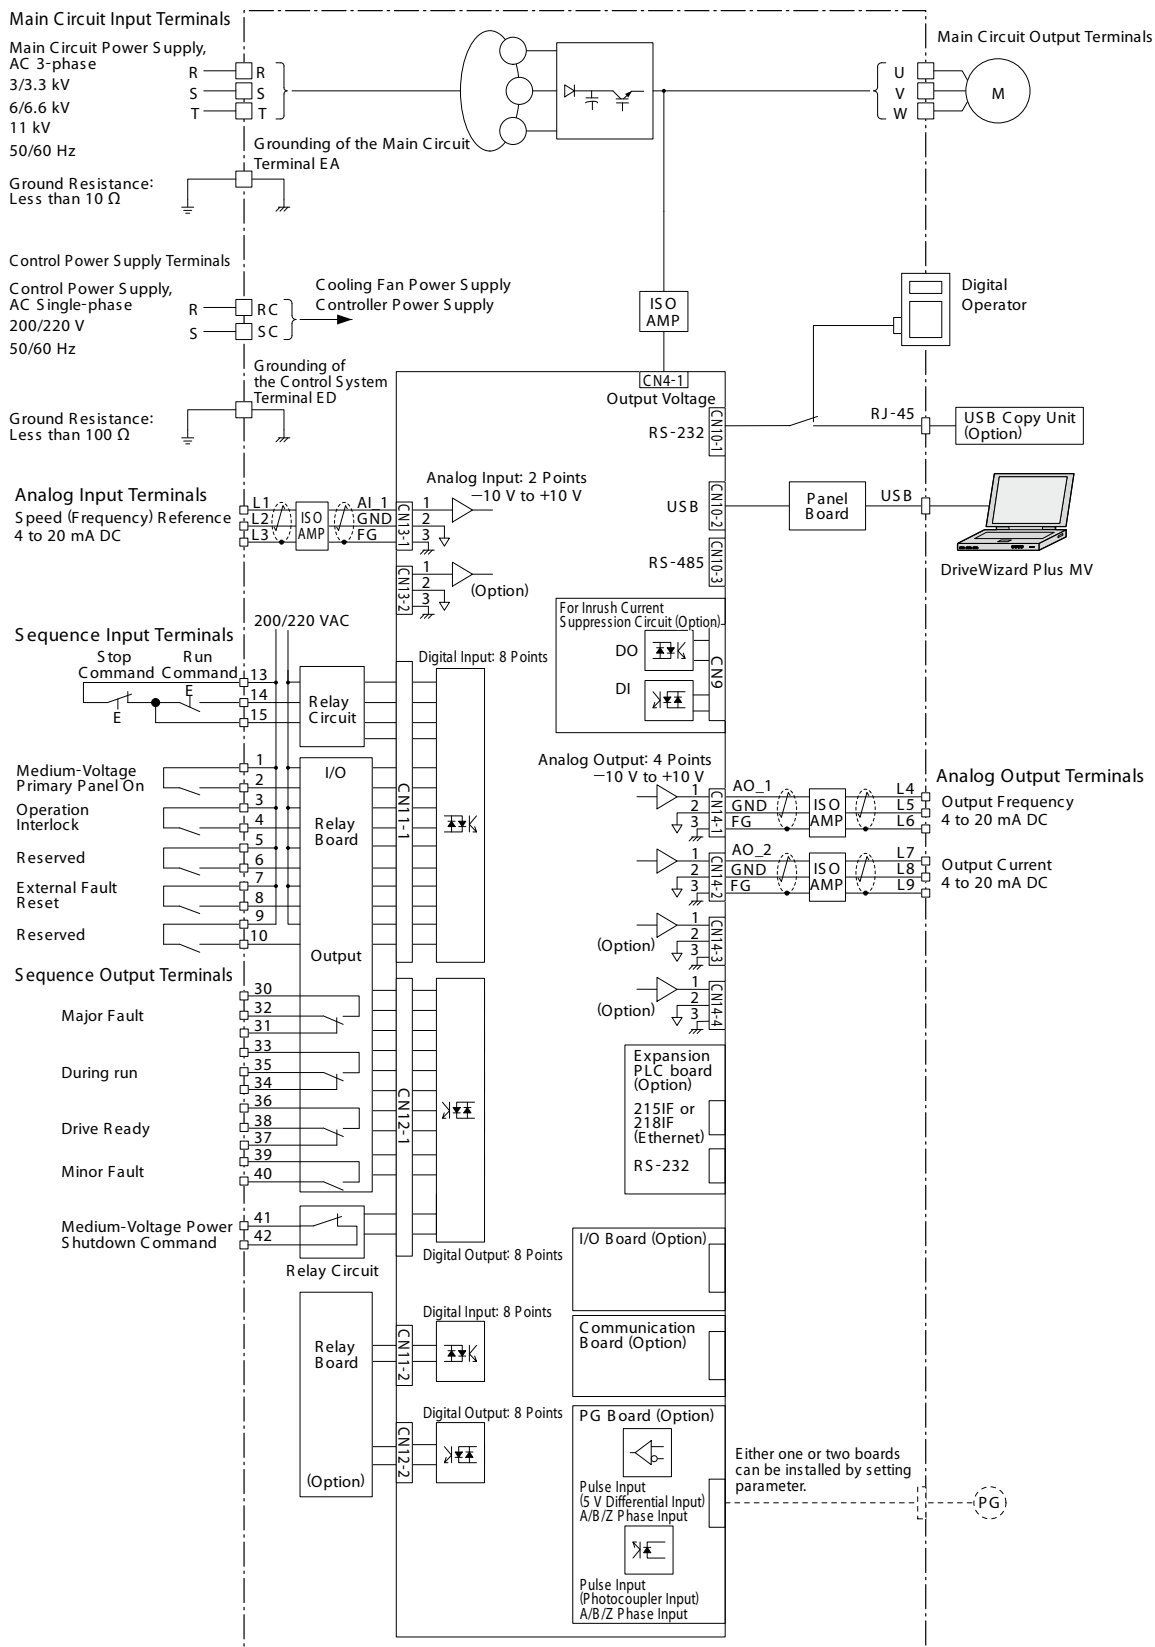 Main Circuit Input Terminals
Main Circuit Power Supply,
AC 3-phase
3/3.3 kV
6/6.6 kV
11 kV
50/60 Hz
R
S
T
R
S
T
Grounding of the Main Circuit
Terminal EA
Ground Resistance:
Less than 10 Ω
U
V
W
M
Main Circuit Output Terminals
Control Power Supply Terminals
Control Power Supply,
AC Single-phase
200/220 V
50/60 Hz
R
S
RC
SC
Cooling Fan Power Supply
Controller Power Supply
Grounding of
the Control System
Terminal ED
Ground Resistance:
Less than 100 Ω
ISO
AMP
CN4-1
Output Voltage
Digital
Operator
RS-232
CN10-1
RJ-45
USB Copy Unit
(Option)
USB
CN10-2
Panel
Board
USB
DriveWizard Plus MV
RS-485
CN10-3
Analog Input Terminals
Speed (Frequency) Reference
4 to 20 mA DC
L1
L2
L3
ISO
AMP
AI_1
GND
FG
CN13-1
1
2
3
Analog Input: 2 Points
−10 V to +10 V
CN13-2
1
2
3
(Option)
For Inrush Current
Suppression Circuit (Option)
DO
DI
CN9
200/220 VAC
Sequence Input Terminals
Stop
Command
Run
Command
E
E
13
14
15
Relay
Circuit
Digital Input: 8 Points
Medium-Voltage
Primary Panel On
Operation
Interlock
Reserved
External Fault
Reset
Reserved
1
2
3
4
5
6
7
8
9
10
I/O
Relay
Board
Output
CN11-1
Analog Output: 4 Points
−10 V to +10 V
1
2
3
CN14-1
AO_1
GND
FG
ISO
AMP
L4
L5
L6
Analog Output Terminals
Output Frequency
4 to 20 mA DC
1
2
3
CN14-2
AO_2
GND
FG
ISO
AMP
L7
L8
L9
Output Current
4 to 20 mA DC
(Option)
1
2
3
CN14-3
(Option)
1
2
3
CN14-4
Sequence Output Terminals
Major Fault
During run
Drive Ready
Minor Fault
30
32
31
33
35
34
36
38
37
39
40
CN12-1
Medium-Voltage Power
Shutdown Command
41
42
Relay Circuit
Digital Output: 8 Points
Expansion
PLC board
(Option)
215IF or
218IF
(Ethernet)
RS-232
I/O Board (Option)
Communication
Board (Option)
Relay
Board
(Option)
Digital Input: 8 Points
CN11-2
Digital Output: 8 Points
CN12-2
PG Board (Option)
Pulse Input
(5 V Differential Input)
A/B/Z Phase Input
Pulse Input
(Photocoupler Input)
A/B/Z Phase Input
Either one or two boards
can be installed by setting
parameter.
PG